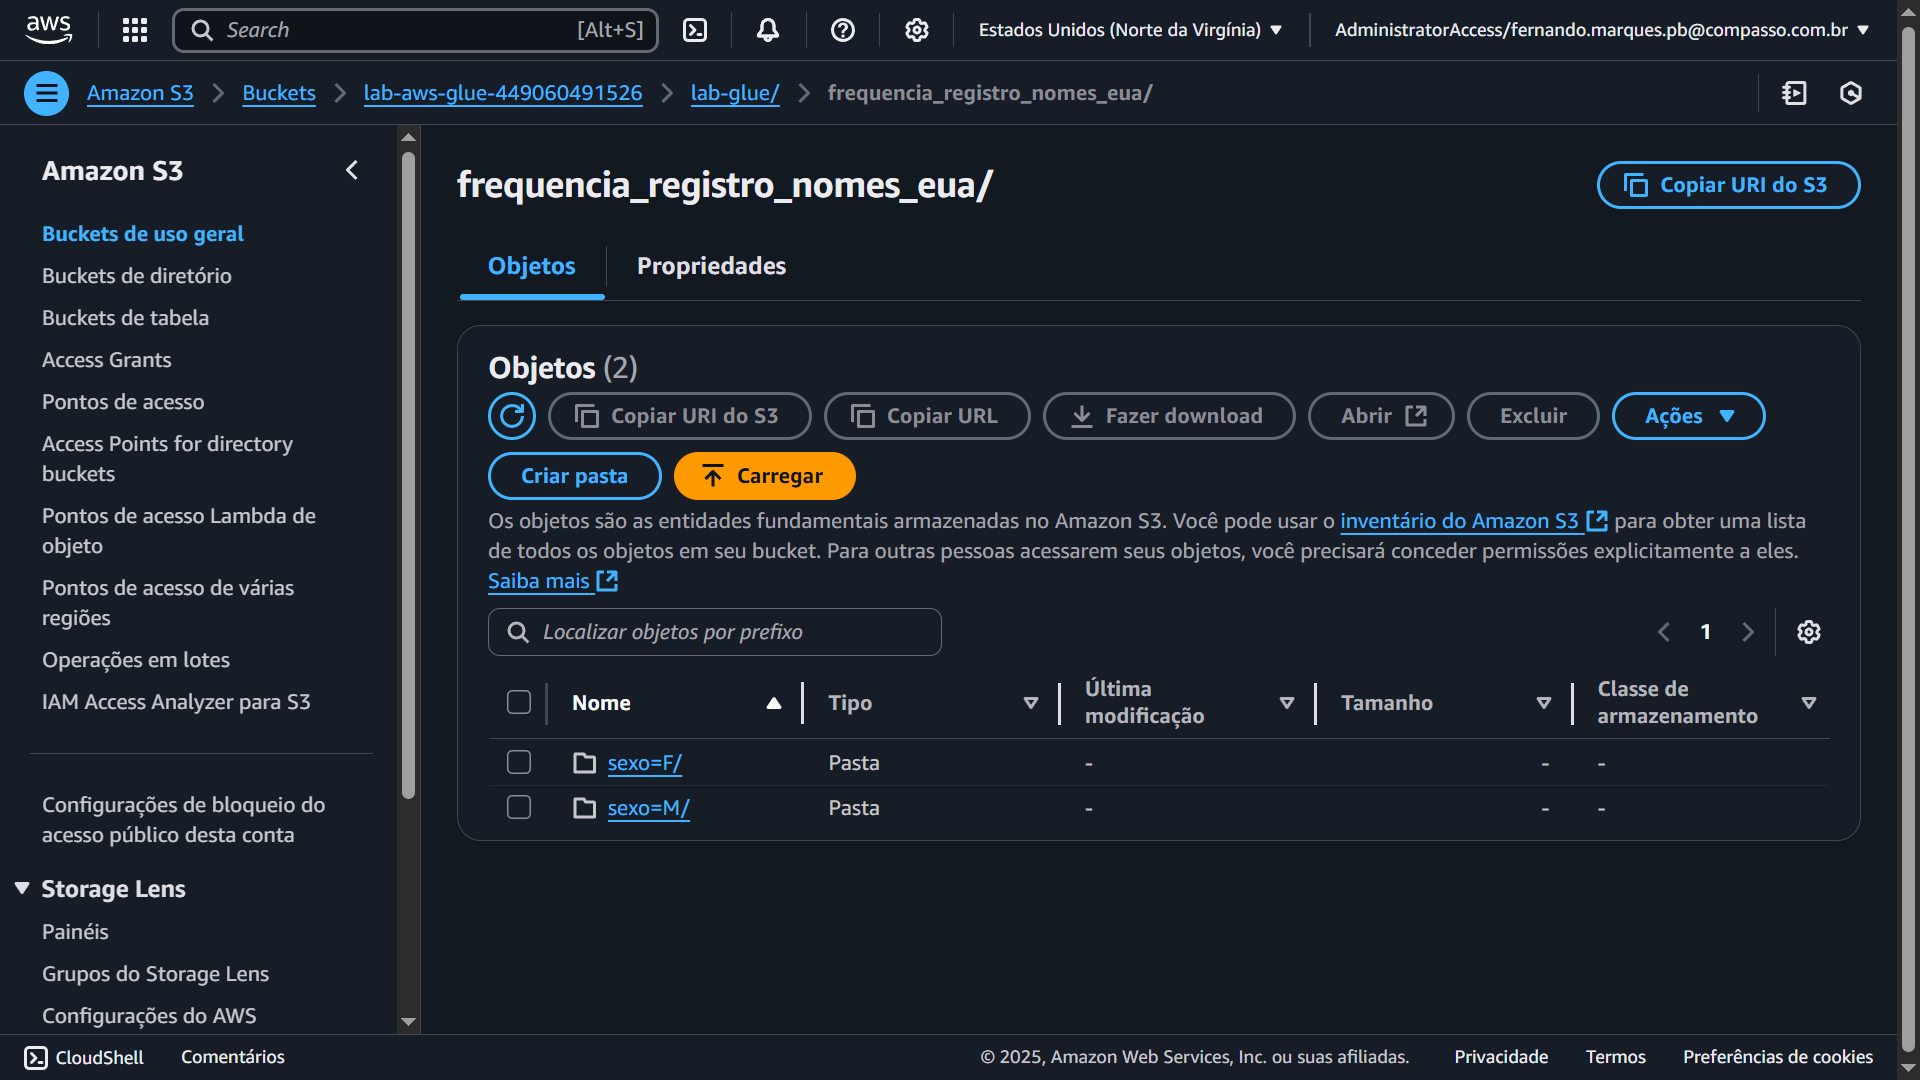 aws
Search [Alt+S]
Estados Unidos (Norte da Virgínia)
AdministratorAccess/fernando.marques.pb@compasso.com.br
Amazon S3
Buckets
lab-aws-glue-449060491526
lab-glue/
frequencia_registro_nomes_eua/
Amazon S3
Buckets de uso geral
Buckets de diretório
Buckets de tabela
Access Grants
Pontos de acesso
Access Points for directory
buckets
Pontos de acesso Lambda de
objeto
Pontos de acesso de várias
regiões
Operações em lotes
IAM Access Analyzer para S3
Configurações de bloqueio do
acesso público desta conta
Storage Lens
Painéis
Grupos do Storage Lens
Configurações do AWS
frequencia_registro_nomes_eua/
Copiar URI do S3
Objetos
Propriedades
Objetos (2)
Copiar URI do S3
Copiar URL
Fazer download
Abrir
Excluir
Ações
Criar pasta
Carregar
Os objetos são as entidades fundamentais armazenadas no Amazon S3. Você pode usar o inventário do Amazon S3 para obter uma lista
de todos os objetos em seu bucket. Para outras pessoas acessarem seus objetos, você precisará conceder permissões explicitamente a eles.
Saiba mais
Localizar objetos por prefixo
1
Nome
Tipo
Última
modificação
Tamanho
Classe de
armazenamento
sexo=F/ Pasta - - -
sexo=M/ Pasta - - -
CloudShell
Comentários
© 2025, Amazon Web Services, Inc. ou suas afiliadas.
Privacidade
Termos
Preferências de cookies